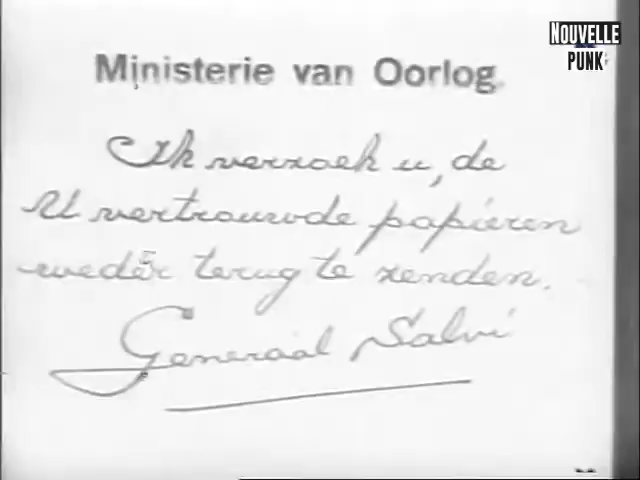 NOUVELLE
PUNK
Ministerie van Oorlog.
Ik verzoek u, de
U vertrouwde papieren
weder terug te zenden.
Generaal Salvi